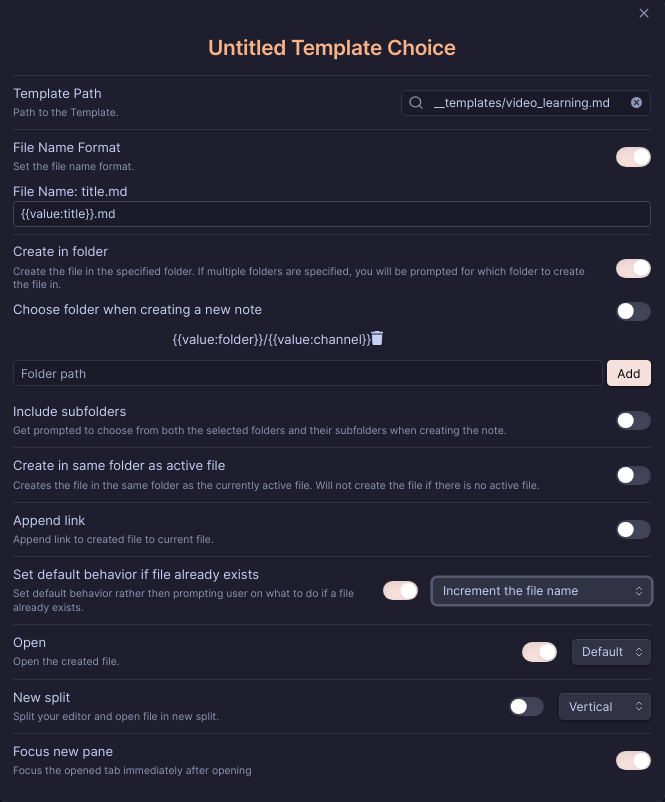 Untitled Template Choice
Template Path
Path to the Template.
__templates/video_learning.md
File Name Format
Set the file name format.
File Name: title.md
{{value:title}}.md
Create in folder
Create the file in the specified folder. If multiple folders are specified, you will be prompted for which folder to create
the file in.
Choose folder when creating a new note
{{value:folder}}/{{value:channel}}
Folder path
Add
Include subfolders
Get prompted to choose from both the selected folders and their subfolders when creating the note.
Create in same folder as active file
Creates the file in the same folder as the currently active file. Will not create the file if there is no active file.
Append link
Append link to created file to current file.
Set default behavior if file already exists
Set default behavior rather then prompting user on what to do if a file
already exists.
Increment the file name
Open
Open the created file.
Default
New split
Split your editor and open file in new split.
Vertical
Focus new pane
Focus the opened tab immediately after opening